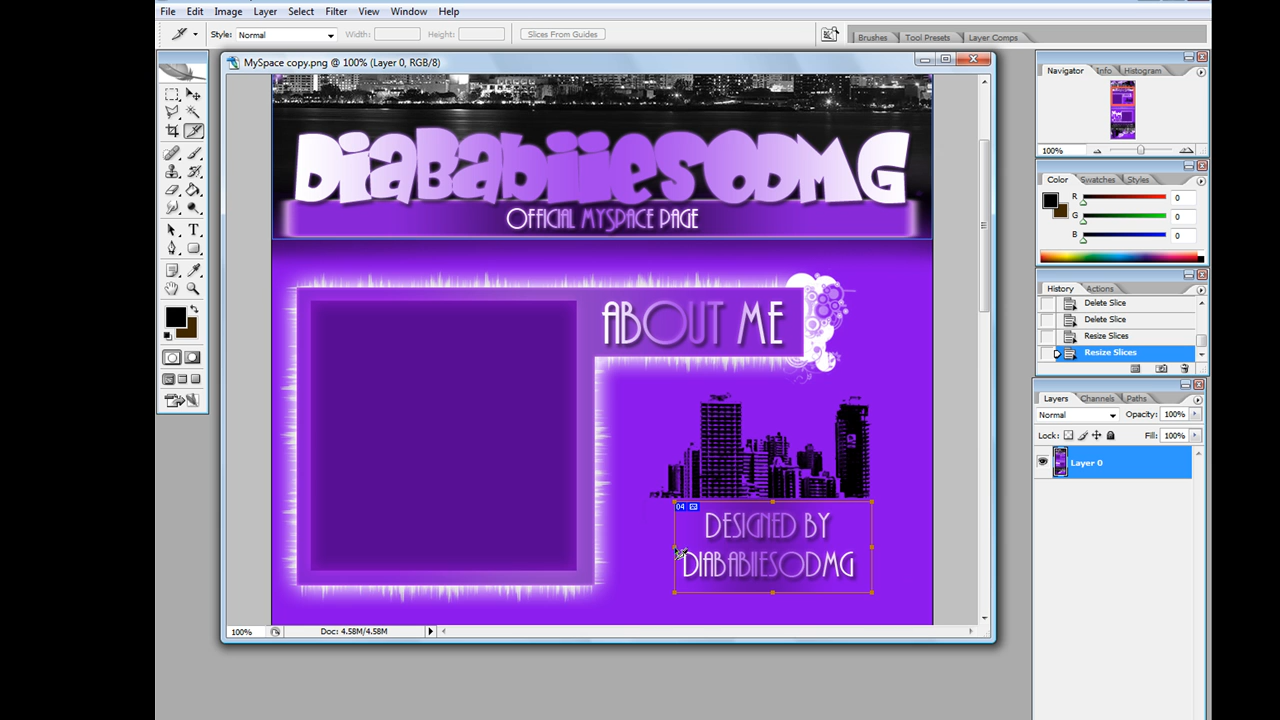 File Edit Image Layer Select Filter View Window Help
Style: Normal Width: Height: Slices From Guides Brushes Tool Presets Layer Comps
MySpace copy.png @ 100% (Layer 0, RGB/8)
DiaBabiiesODMG
Official MySpace Page
About Me
04
Designed by
DiaBabiiesODMG
100% Doc: 4.58M/4.58M
Navigator Info Histogram
100%
Color Swatches Styles
R 0
G 0
B 0
History Actions
Delete Slice
Delete Slice
Resize Slices
Resize Slices
Layers Channels Paths
Normal Opacity: 100%
Lock: Fill: 100%
Layer 0